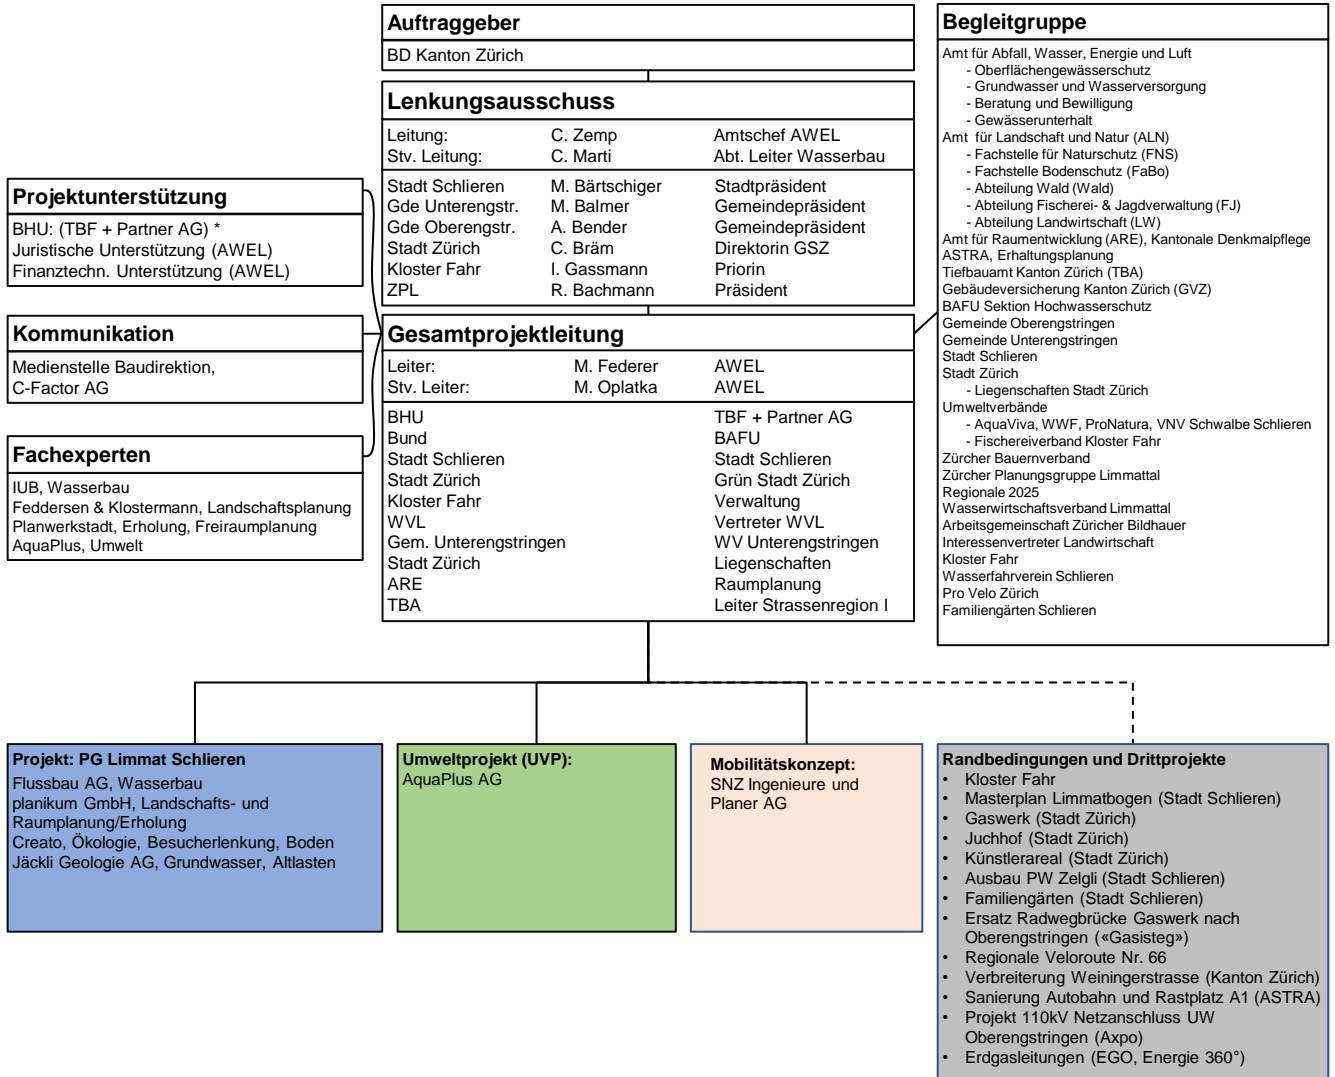 Auftraggeber
BD Kanton Zürich
Lenkungsausschuss
Leitung: C. Zemp Amtschef AWEL
Stv. Leitung: C. Marti Abt. Leiter Wasserbau
Stadt Schlieren M. Bärtschiger Stadtpräsident
Gde Unterengstr. M. Balmer Gemeindepräsident
Gde Oberengstr. A. Bender Gemeindepräsident
Stadt Zürich C. Bräm Direktorin GSZ
Kloster Fahr I. Gassmann Priorin
ZPL R. Bachmann Präsident
Projektunterstützung
BHU: (TBF + Partner AG) *
Juristische Unterstützung (AWEL)
Finanztechn. Unterstützung (AWEL)
Kommunikation
Medienstelle Baudirektion,
C-Factor AG
Fachexperten
IUB, Wasserbau
Feddersen & Klostermann, Landschaftsplanung
Planwerkstadt, Erholung, Freiraumplanung
AquaPlus, Umwelt
Gesamtprojektleitung
Leiter: M. Federer AWEL
Stv. Leiter: M. Oplatka AWEL
BHU TBF + Partner AG
Bund BAFU
Stadt Schlieren Stadt Schlieren
Stadt Zürich Grün Stadt Zürich
Kloster Fahr Verwaltung
WVL Vertreter WVL
Gem. Unterengstringen WV Unterengstringen
Stadt Zürich Liegenschaften
ARE Raumplanung
TBA Leiter Strassenregion I
Begleitgruppe
Amt für Abfall, Wasser, Energie und Luft
- Oberflächengewässerschutz
- Grundwasser und Wasserversorgung
- Beratung und Bewilligung
- Gewässerunterhalt
Amt für Landschaft und Natur (ALN)
- Fachstelle für Naturschutz (FNS)
- Fachstelle Bodenschutz (FaBo)
- Abteilung Wald (Wald)
- Abteilung Fischerei- & Jagdverwaltung (FJ)
- Abteilung Landwirtschaft (LW)
Amt für Raumentwicklung (ARE), Kantonale Denkmalpflege
ASTRA, Erhaltungsplanung
Tiefbauamt Kanton Zürich (TBA)
Gebäudeversicherung Kanton Zürich (GVZ)
BAFU Sektion Hochwasserschutz
Gemeinde Oberengstringen
Gemeinde Unterengstringen
Stadt Schlieren
Stadt Zürich
- Liegenschaften Stadt Zürich
Umweltverbände
- AquaViva, WWF, ProNatura, VNV Schwalbe Schlieren
- Fischereiverband Kloster Fahr
Zürcher Bauernverband
Zürcher Planungsgruppe Limmattal
Regionale 2025
Wasserwirtschaftsverband Limmattal
Arbeitsgemeinschaft Züricher Bildhauer
Interessenvertreter Landwirtschaft
Kloster Fahr
Wasserfahrverein Schlieren
Pro Velo Zürich
Familiengärten Schlieren
Projekt: PG Limmat Schlieren
Flussbau AG, Wasserbau
planikum GmbH, Landschafts- und
Raumplanung/Erholung
Creato, Ökologie, Besucherlenkung, Boden
Jäckli Geologie AG, Grundwasser, Altlasten
Umweltprojekt (UVP):
AquaPlus AG
Mobilitätskonzept:
SNZ Ingenieure und
Planer AG
Randbedingungen und Drittprojekte
• Kloster Fahr
• Masterplan Limmatbogen (Stadt Schlieren)
• Gaswerk (Stadt Zürich)
• Juchhof (Stadt Zürich)
• Künstlerareal (Stadt Zürich)
• Ausbau PW Zelgli (Stadt Schlieren)
• Familiengärten (Stadt Schlieren)
• Ersatz Radwegbrücke Gaswerk nach
Oberengstringen («Gasisteg»)
• Regionale Veloroute Nr. 66
• Verbreiterung Weiningerstrasse (Kanton Zürich)
• Sanierung Autobahn und Rastplatz A1 (ASTRA)
• Projekt 110kV Netzanschluss UW
Oberengstringen (Axpo)
• Erdgasleitungen (EGO, Energie 360°)